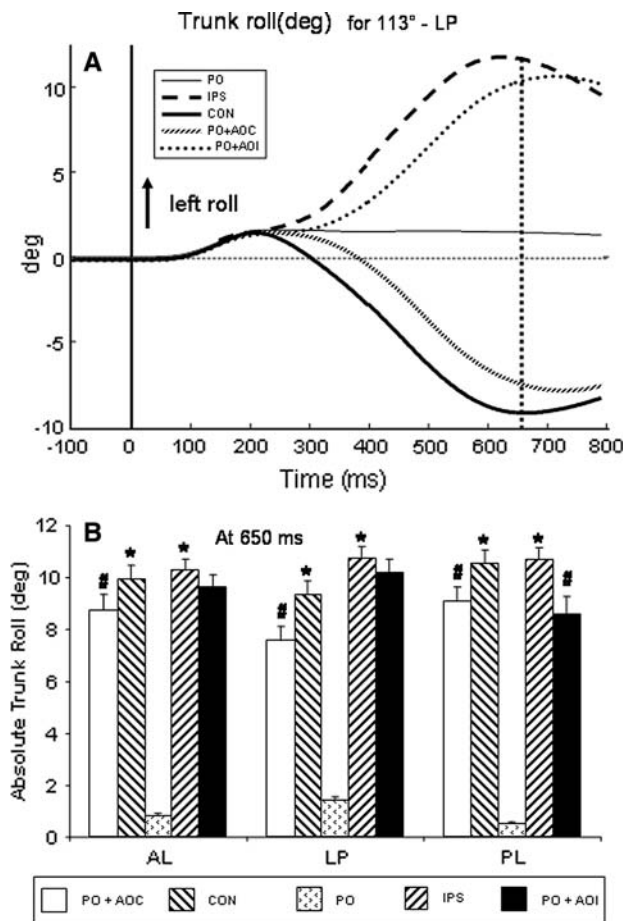 Trunk roll(deg) for 113° - LP
A
PO
IPS
CON
PO+AOC
PO+AOI
left roll
deg
10
5
0
-5
-10
-100 0 100 200 300 400 500 600 700 800
Time (ms)
B
At 650 ms
Absolute Trunk Roll (deg)
12
10
8
6
4
2
0
# * * # * * # * * #
AL LP PL
PO + AOC CON PO IPS PO + AOI